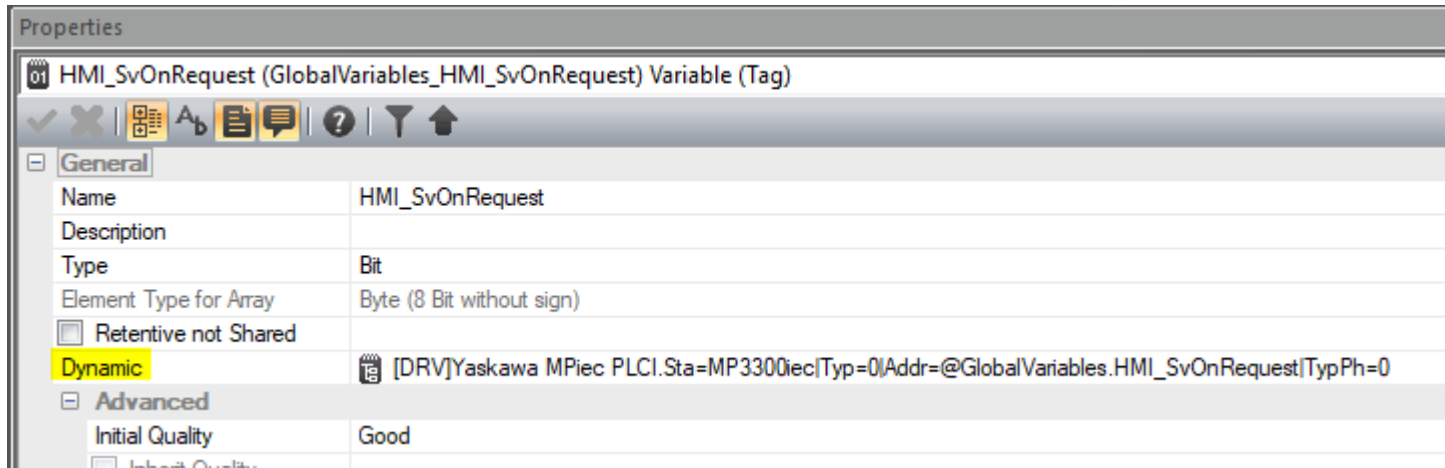 Properties
HMI_SvOnRequest (GlobalVariables_HMI_SvOnRequest) Variable (Tag)
General
Name HMI_SvOnRequest
Description
Type Bit
Element Type for Array Byte (8 Bit without sign)
Retentive not Shared
Dynamic [DRV]Yaskawa MPiec PLCI.Sta=MP3300iec|Typ=0|Addr=@GlobalVariables.HMI_SvOnRequest|TypPh=0
Advanced
Initial Quality Good
Inherit Quality